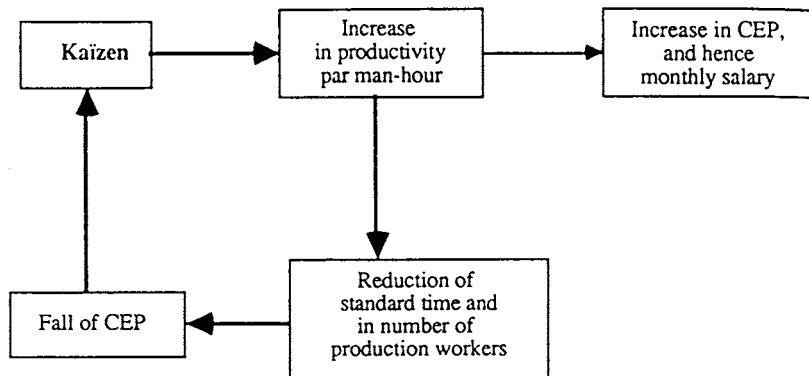 Kaïzen
Increase
in productivity
par man-hour
Increase in CEP,
and hence
monthly salary
Fall of CEP
Reduction of
standard time and
in number of
production workers